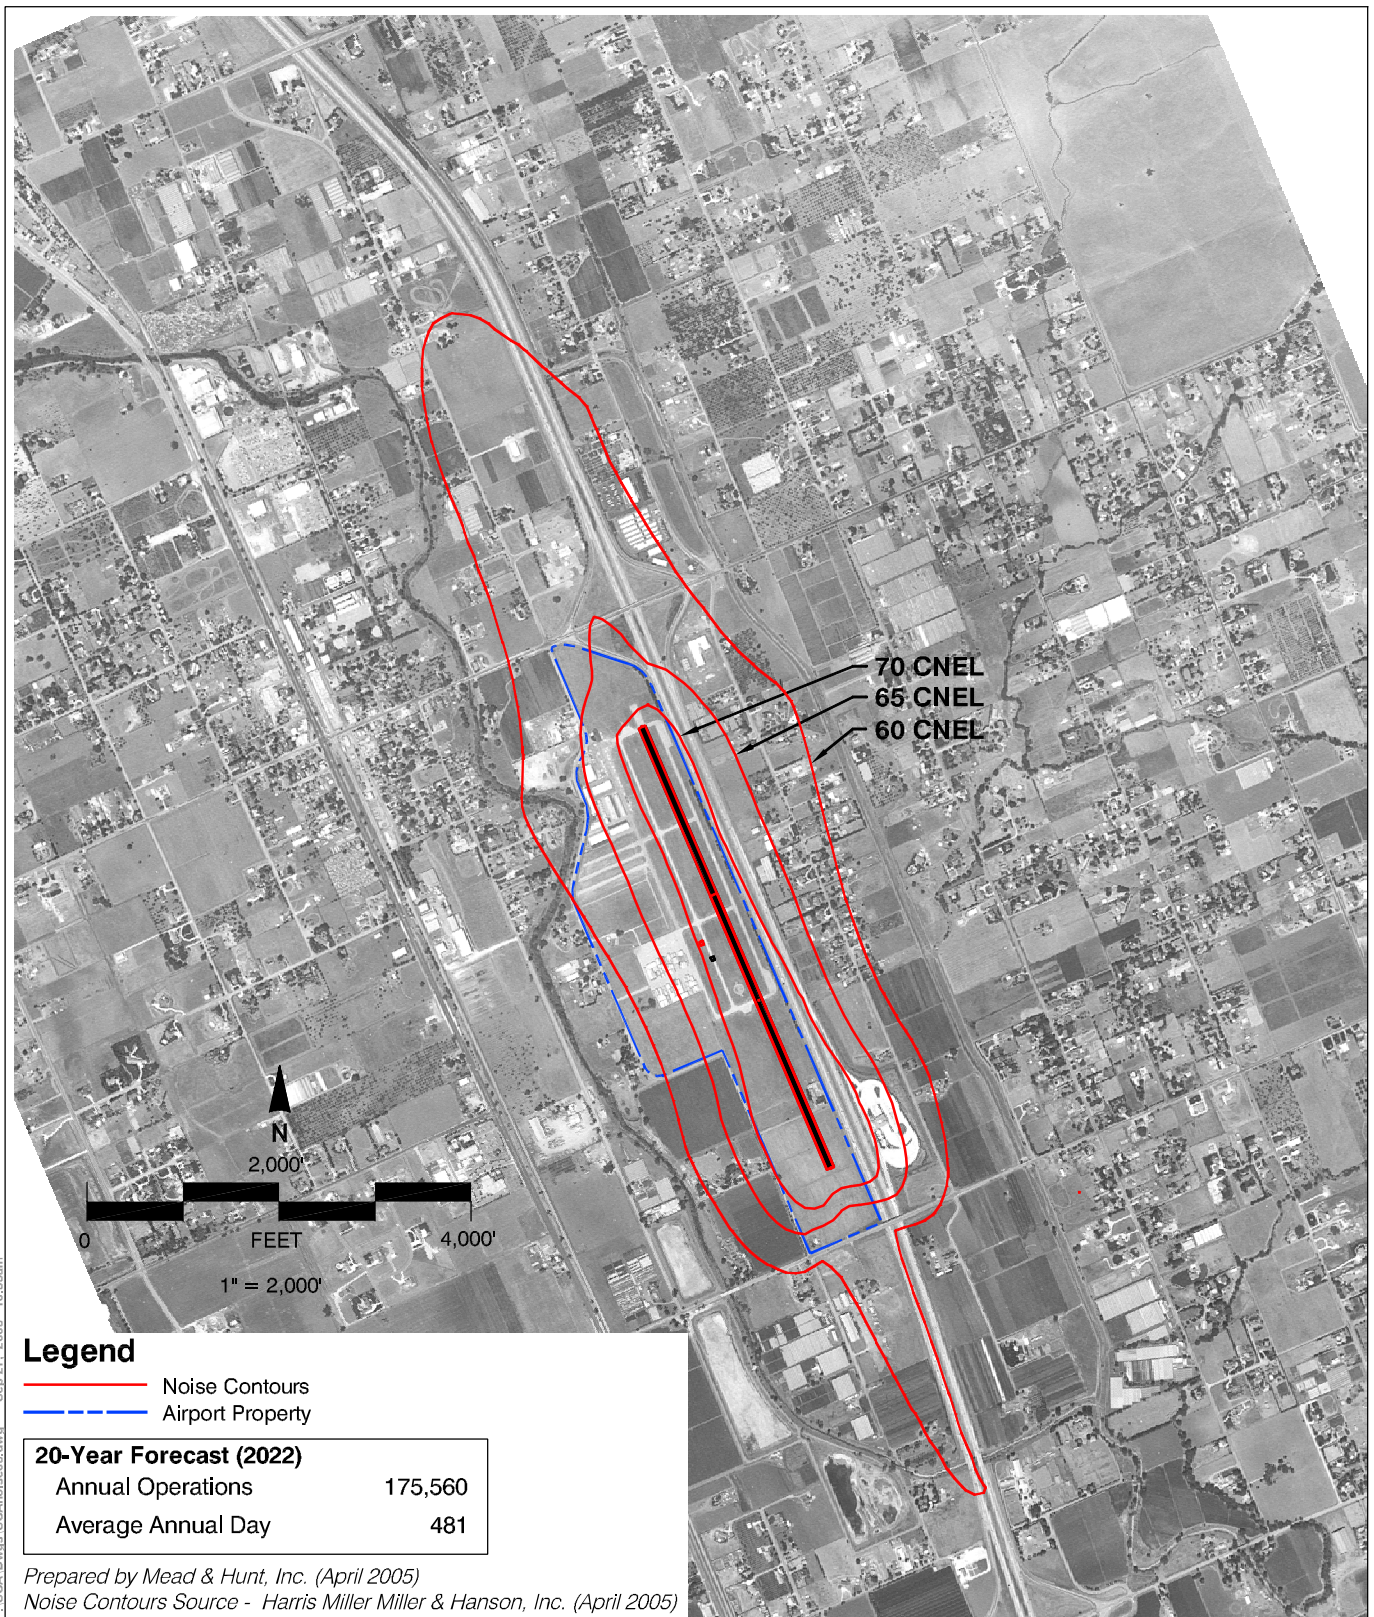 70 CNEL
65 CNEL
60 CNEL
N
2,000'
0
FEET
4,000'
1" = 2,000'
Legend
Noise Contours
Airport Property
20-Year Forecast (2022)
Annual Operations 175,560
Average Annual Day 481
Prepared by Mead & Hunt, Inc. (April 2005)
Noise Contours Source - Harris Miller Miller & Hanson, Inc. (April 2005)